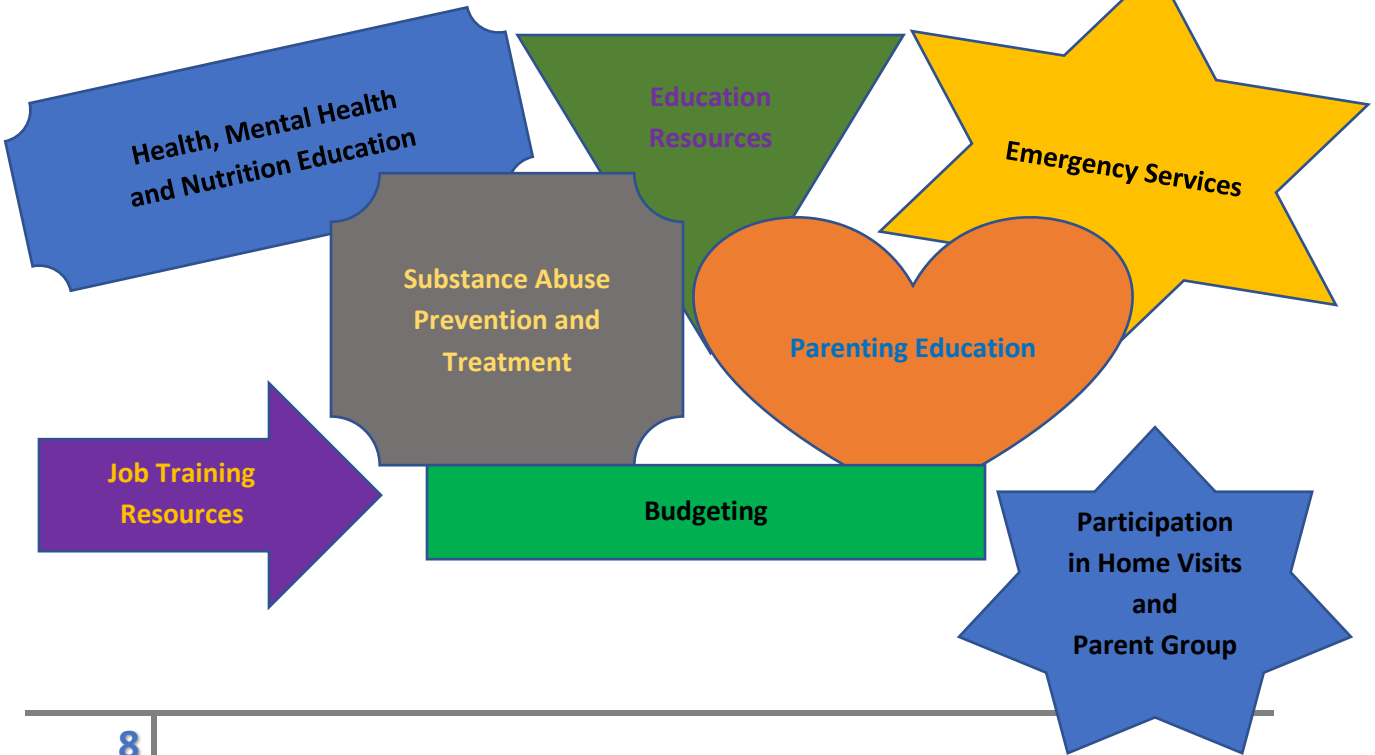 Health, Mental Health
and Nutrition Education
Education
Resources
Emergency Services
Substance Abuse
Prevention and
Treatment
Parenting Education
Job Training
Resources
Budgeting
Participation
in Home Visits
and
Parent Group
8